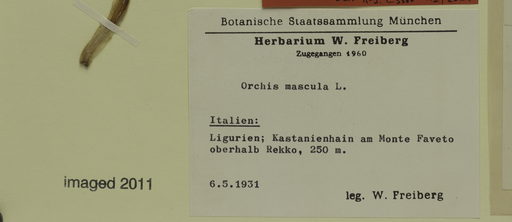 Botanische Staatssammlung München
Herbarium W. Freiberg
Zugegangen 1960
Orchis mascula L.
Italien:
Ligurien; Kastanienhain am Monte Faveto
oberhalb Rekko, 250 m.
6.5.1931
leg. W. Freiberg
imaged 2011